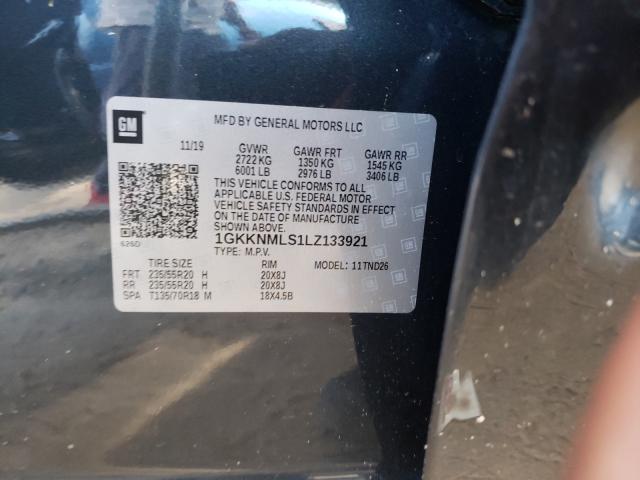 GM
MFD BY GENERAL MOTORS LLC
11/19 GVWR GAWR FRT GAWR RR
2722 KG 1350 KG 1545 KG
6001 LB 2976 LB 3406 LB
THIS VEHICLE CONFORMS TO ALL
APPLICABLE U.S. FEDERAL MOTOR
VEHICLE SAFETY STANDARDS IN
EFFECT ON THE DATE OF MANUFACTURE
SHOWN ABOVE.
1GKKNMLS1LZ133921
626D
TYPE: M.P.V.
TIRE SIZE RIM MODEL: 11TND26
FRT 235/55R20 H 20X8J
RR 235/55R20 H 20X8J
SPA T135/70R18 M 18X4.5B